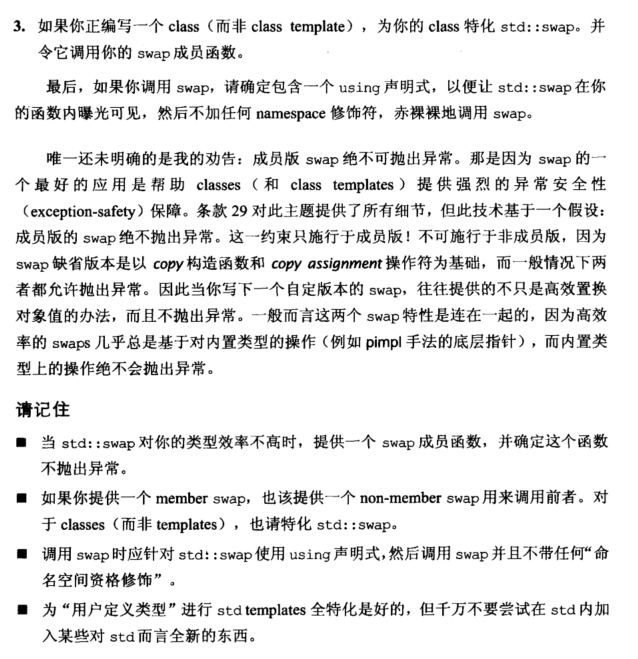 3. 如果你正编写一个 class（而非 class template），为你的 class 特化 std::swap。并
令它调用你的 swap 成员函数。
最后，如果你调用 swap，请确定包含一个 using 声明式，以便让 std::swap 在你
的函数内曝光可见，然后不加任何 namespace 修饰符，赤裸裸地调用 swap。
唯一还未明确的是我的劝告：成员版 swap 绝不可抛出异常。那是因为 swap 的一
个最好的应用是帮助 classes（和 class templates）提供强烈的异常安全性
（exception-safety）保障。条款 29 对此主题提供了所有细节，但此技术基于一个假设：
成员版的 swap 绝不抛出异常。这一约束只施行于成员版！不可施行于非成员版，因为
swap 缺省版本是以 copy 构造函数和 copy assignment 操作符为基础，而一般情况下两
者都允许抛出异常。因此当你写下一个自定版本的 swap，往往提供的不只是高效置换
对象值的办法，而且不抛出异常。一般而言这两个 swap 特性是连在一起的，因为高效
率的 swaps 几乎总是基于对内置类型的操作（例如 pimpl 手法的底层指针），而内置类
型上的操作绝不会抛出异常。
请记住
■ 当 std::swap 对你的类型效率不高时，提供一个 swap 成员函数，并确定这个函数
不抛出异常。
■ 如果你提供一个 member swap，也该提供一个 non-member swap 用来调用前者。对
于 classes（而非 templates），也请特化 std::swap。
■ 调用 swap 时应针对 std::swap 使用 using 声明式，然后调用 swap 并且不带任何“命
名空间资格修饰”。
■ 为“用户定义类型”进行 std templates 全特化是好的，但千万不要尝试在 std 内加
入某些对 std 而言全新的东西。